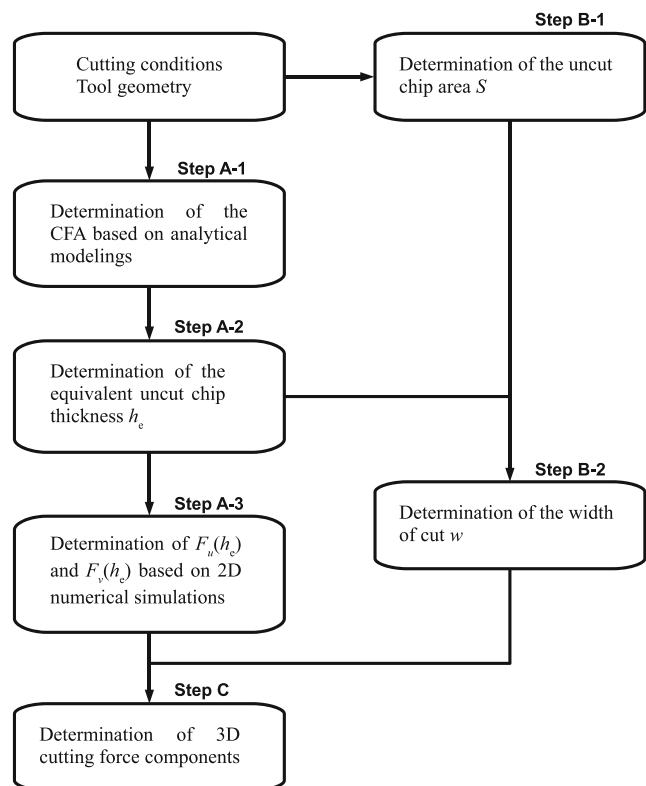 Step B-1
Cutting conditions
Tool geometry
Determination of the uncut
chip area S
Step A-1
Determination of the
CFA based on analytical
modelings
Step A-2
Determination of the
equivalent uncut chip
thickness hₑ
Step B-2
Determination of the width
of cut w
Step A-3
Determination of Fᵤ(hₑ)
and Fᵥ(hₑ) based on 2D
numerical simulations
Step C
Determination of 3D
cutting force components